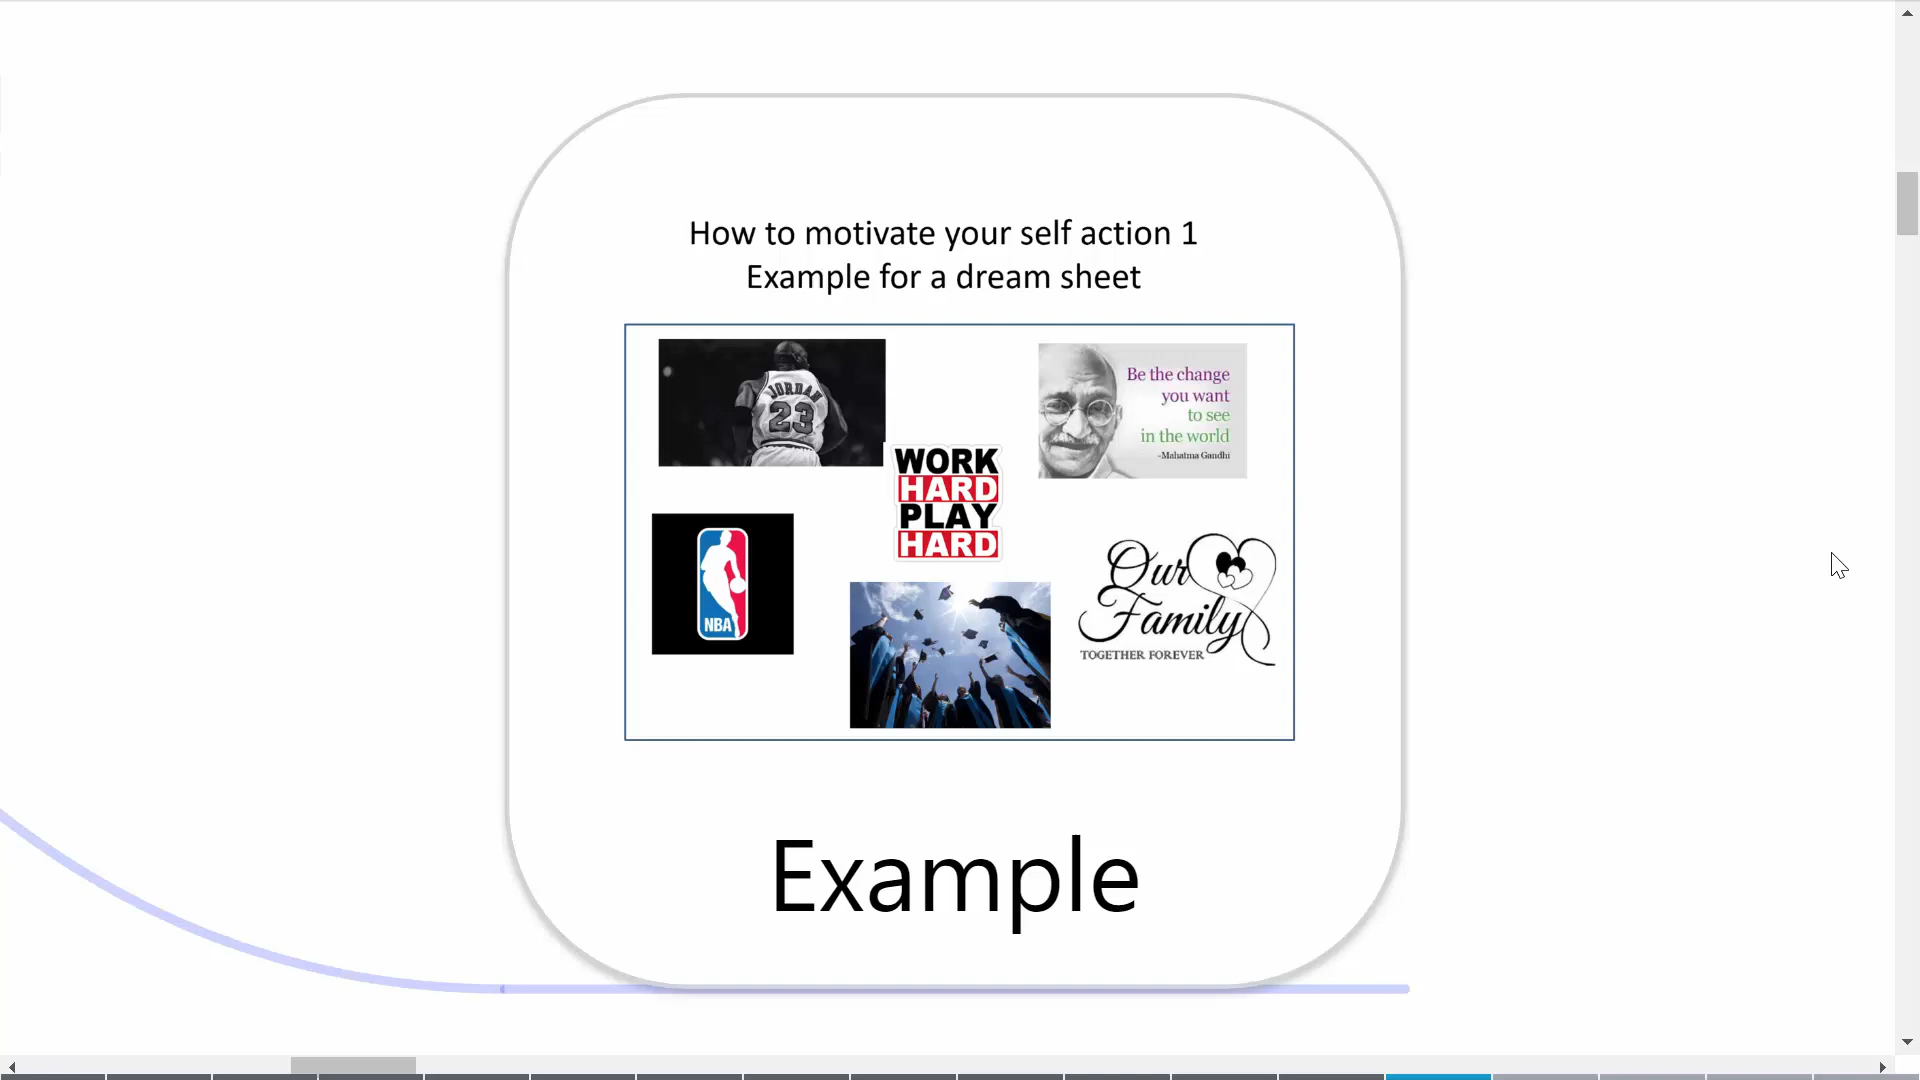 How to motivate your self action 1
Example for a dream sheet
JORDAN
23
Be the change
you want
to see
in the world
-Mahatma Gandhi
WORK
HARD
PLAY
HARD
NBA
Our
Family
TOGETHER FOREVER
Example